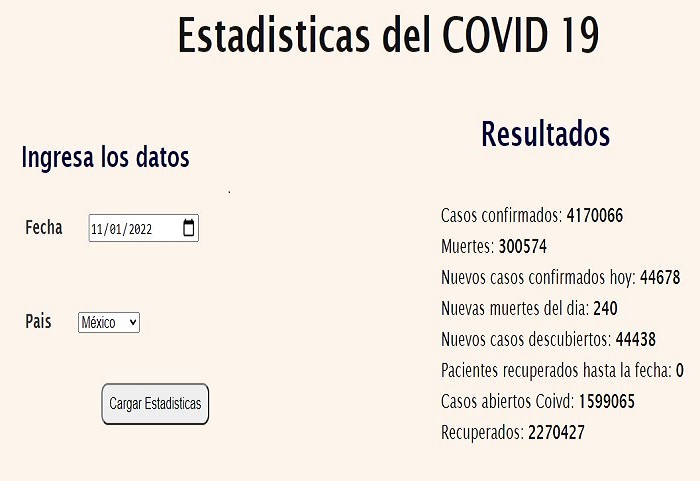 Estadisticas del COVID 19
Ingresa los datos
Fecha 11/01/2022
Pais México
Cargar Estadisticas
Resultados
Casos confirmados: 4170066
Muertes: 300574
Nuevos casos confirmados hoy: 44678
Nuevas muertes del dia: 240
Nuevos casos descubiertos: 44438
Pacientes recuperados hasta la fecha: 0
Casos abiertos Coivd: 1599065
Recuperados: 2270427